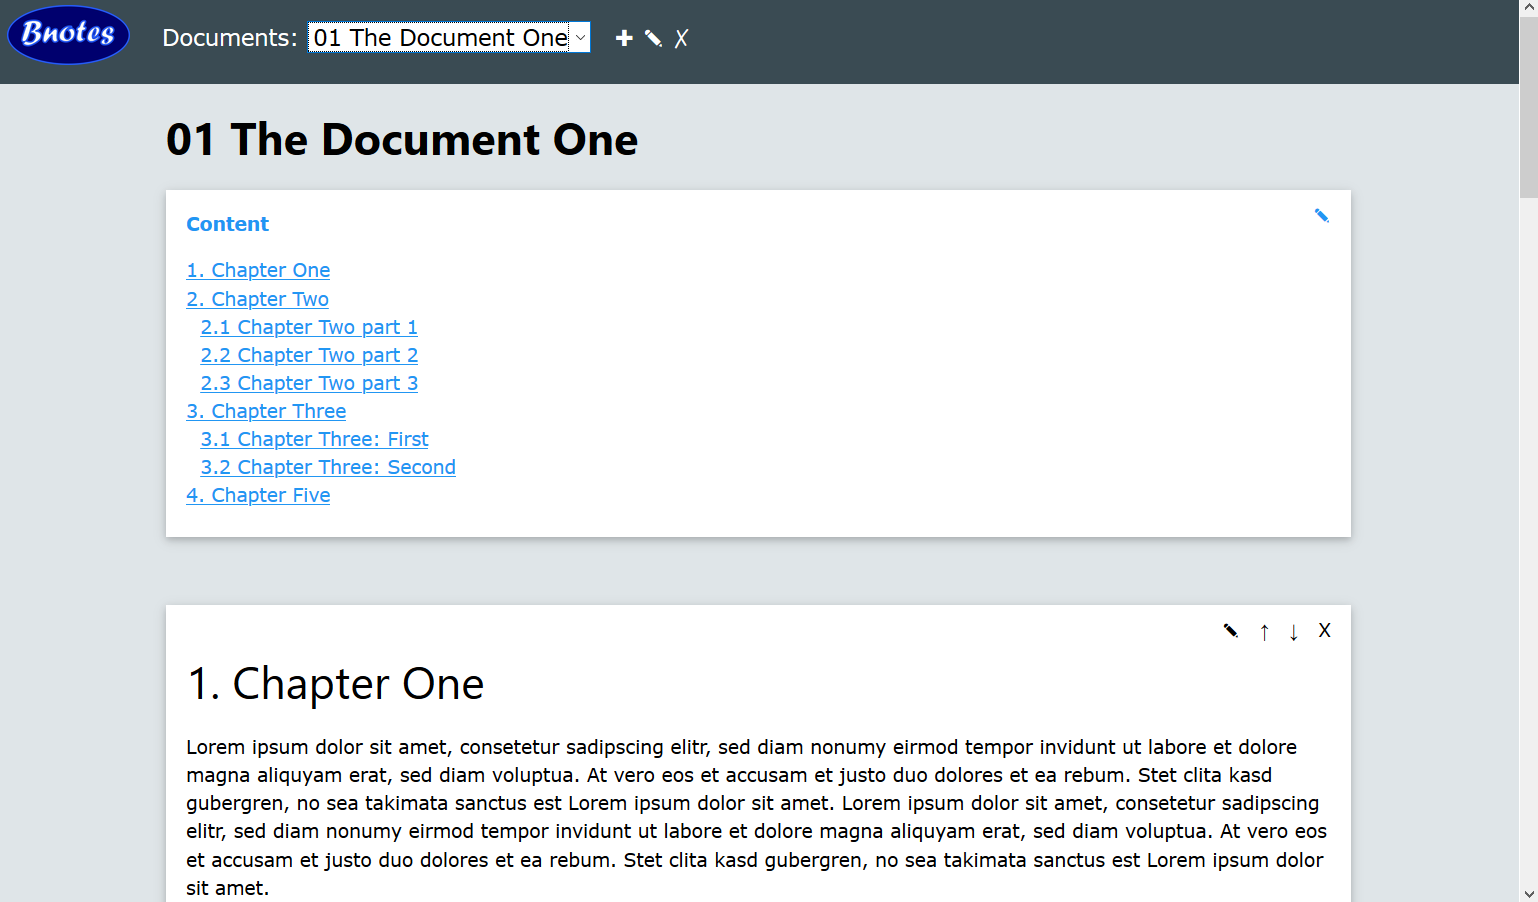 Bnotes
Documents: 01 The Document One
01 The Document One
Content
1. Chapter One
2. Chapter Two
2.1 Chapter Two part 1
2.2 Chapter Two part 2
2.3 Chapter Two part 3
3. Chapter Three
3.1 Chapter Three: First
3.2 Chapter Three: Second
4. Chapter Five
1. Chapter One
Lorem ipsum dolor sit amet, consetetur sadipscing elitr, sed diam nonumy eirmod tempor invidunt ut labore et dolore
magna aliquyam erat, sed diam voluptua. At vero eos et accusam et justo duo dolores et ea rebum. Stet clita kasd
gubergren, no sea takimata sanctus est Lorem ipsum dolor sit amet. Lorem ipsum dolor sit amet, consetetur sadipscing
elitr, sed diam nonumy eirmod tempor invidunt ut labore et dolore magna aliquyam erat, sed diam voluptua. At vero eos
et accusam et justo duo dolores et ea rebum. Stet clita kasd gubergren, no sea takimata sanctus est Lorem ipsum dolor
sit amet.